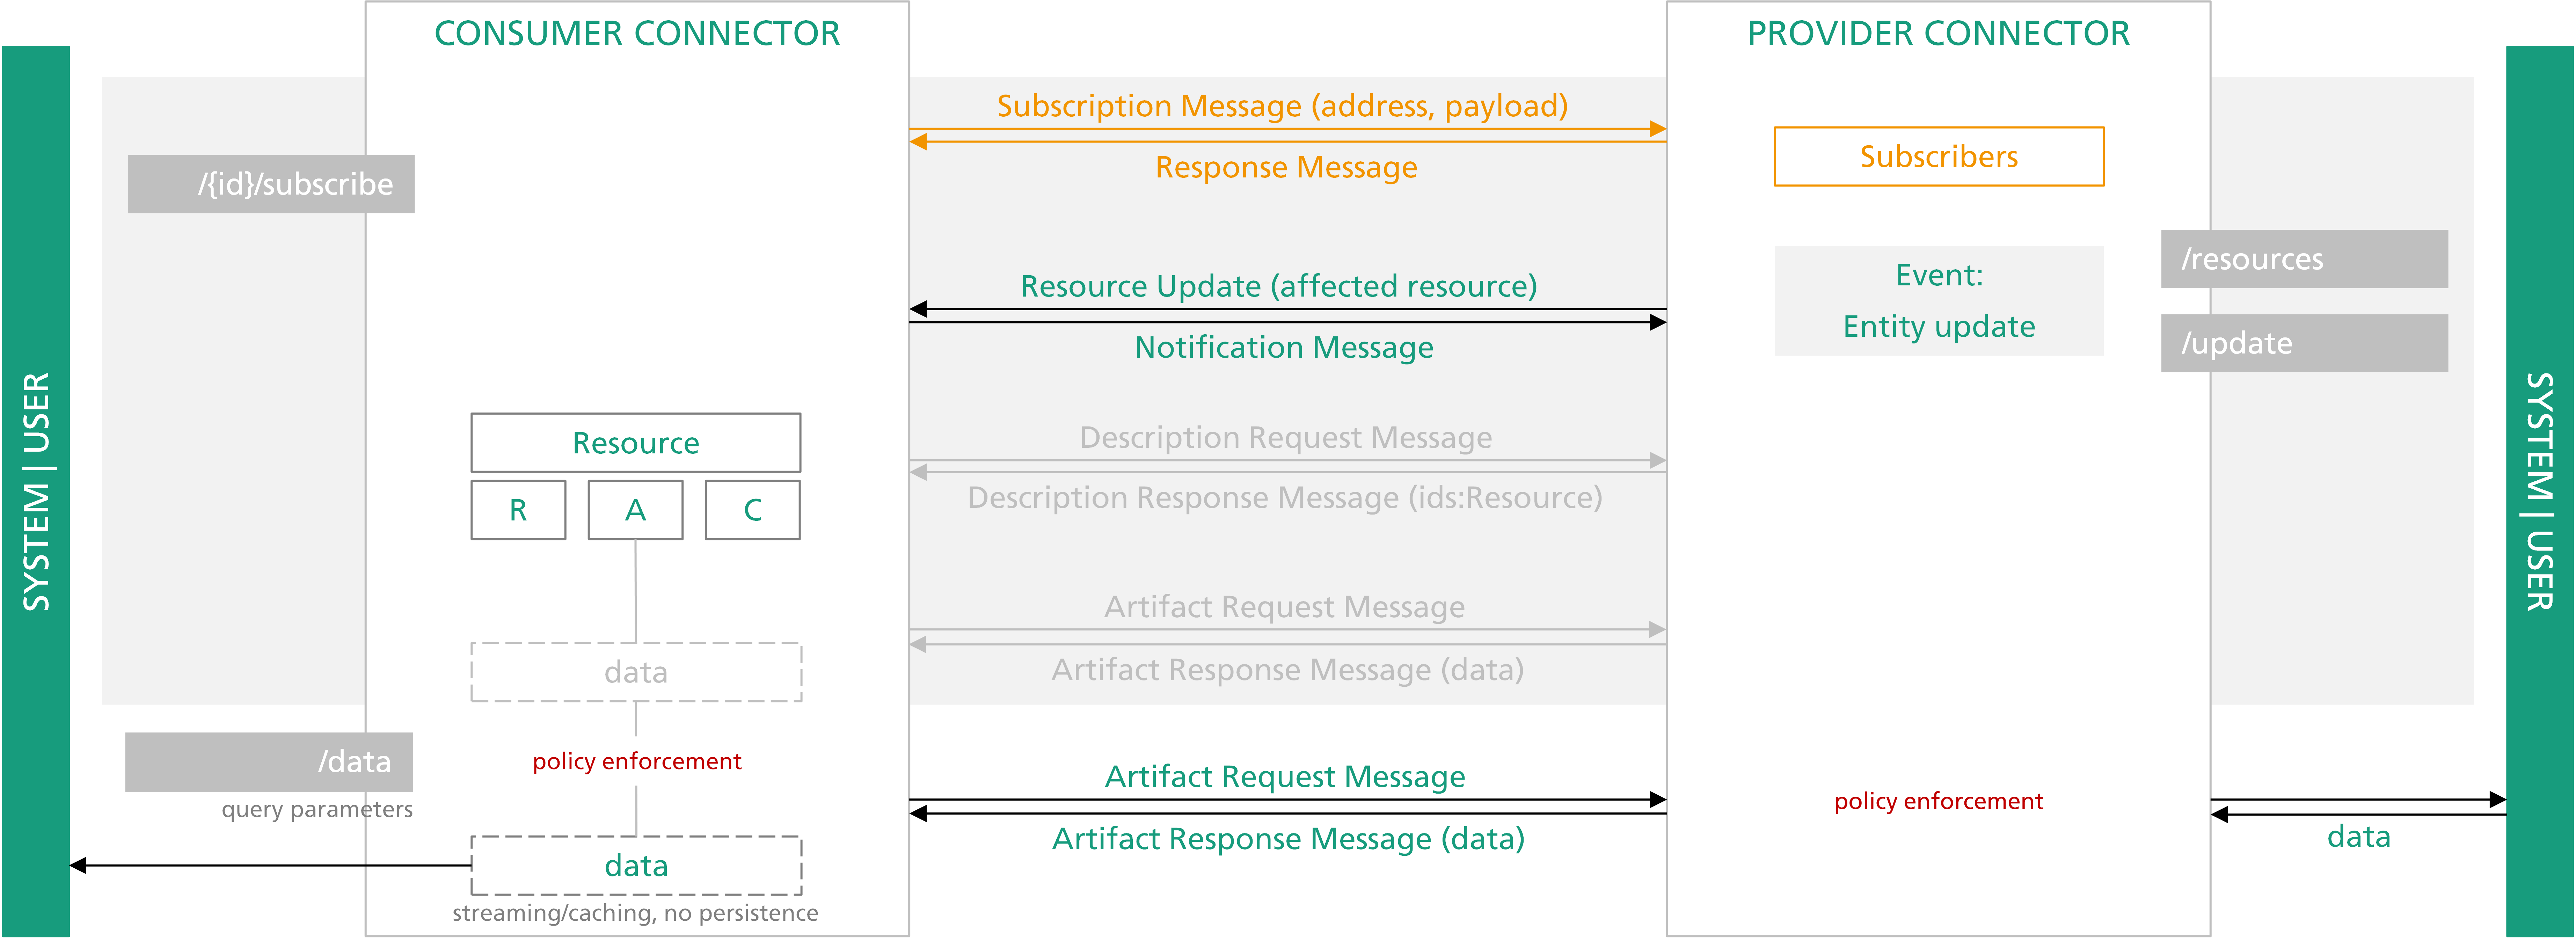 CONSUMER CONNECTOR
PROVIDER CONNECTOR
SYSTEM | USER
/{id}/subscribe
Subscription Message (address, payload)
Response Message
Subscribers
Resource Update (affected resource)
Notification Message
Event:
Entity update
/resources
/update
Resource
R
A
C
Description Request Message
Description Response Message (ids:Resource)
Artifact Request Message
Artifact Response Message (data)
data
/data
query parameters
policy enforcement
data
streaming/caching, no persistence
Artifact Request Message
Artifact Response Message (data)
policy enforcement
data
SYSTEM | USER